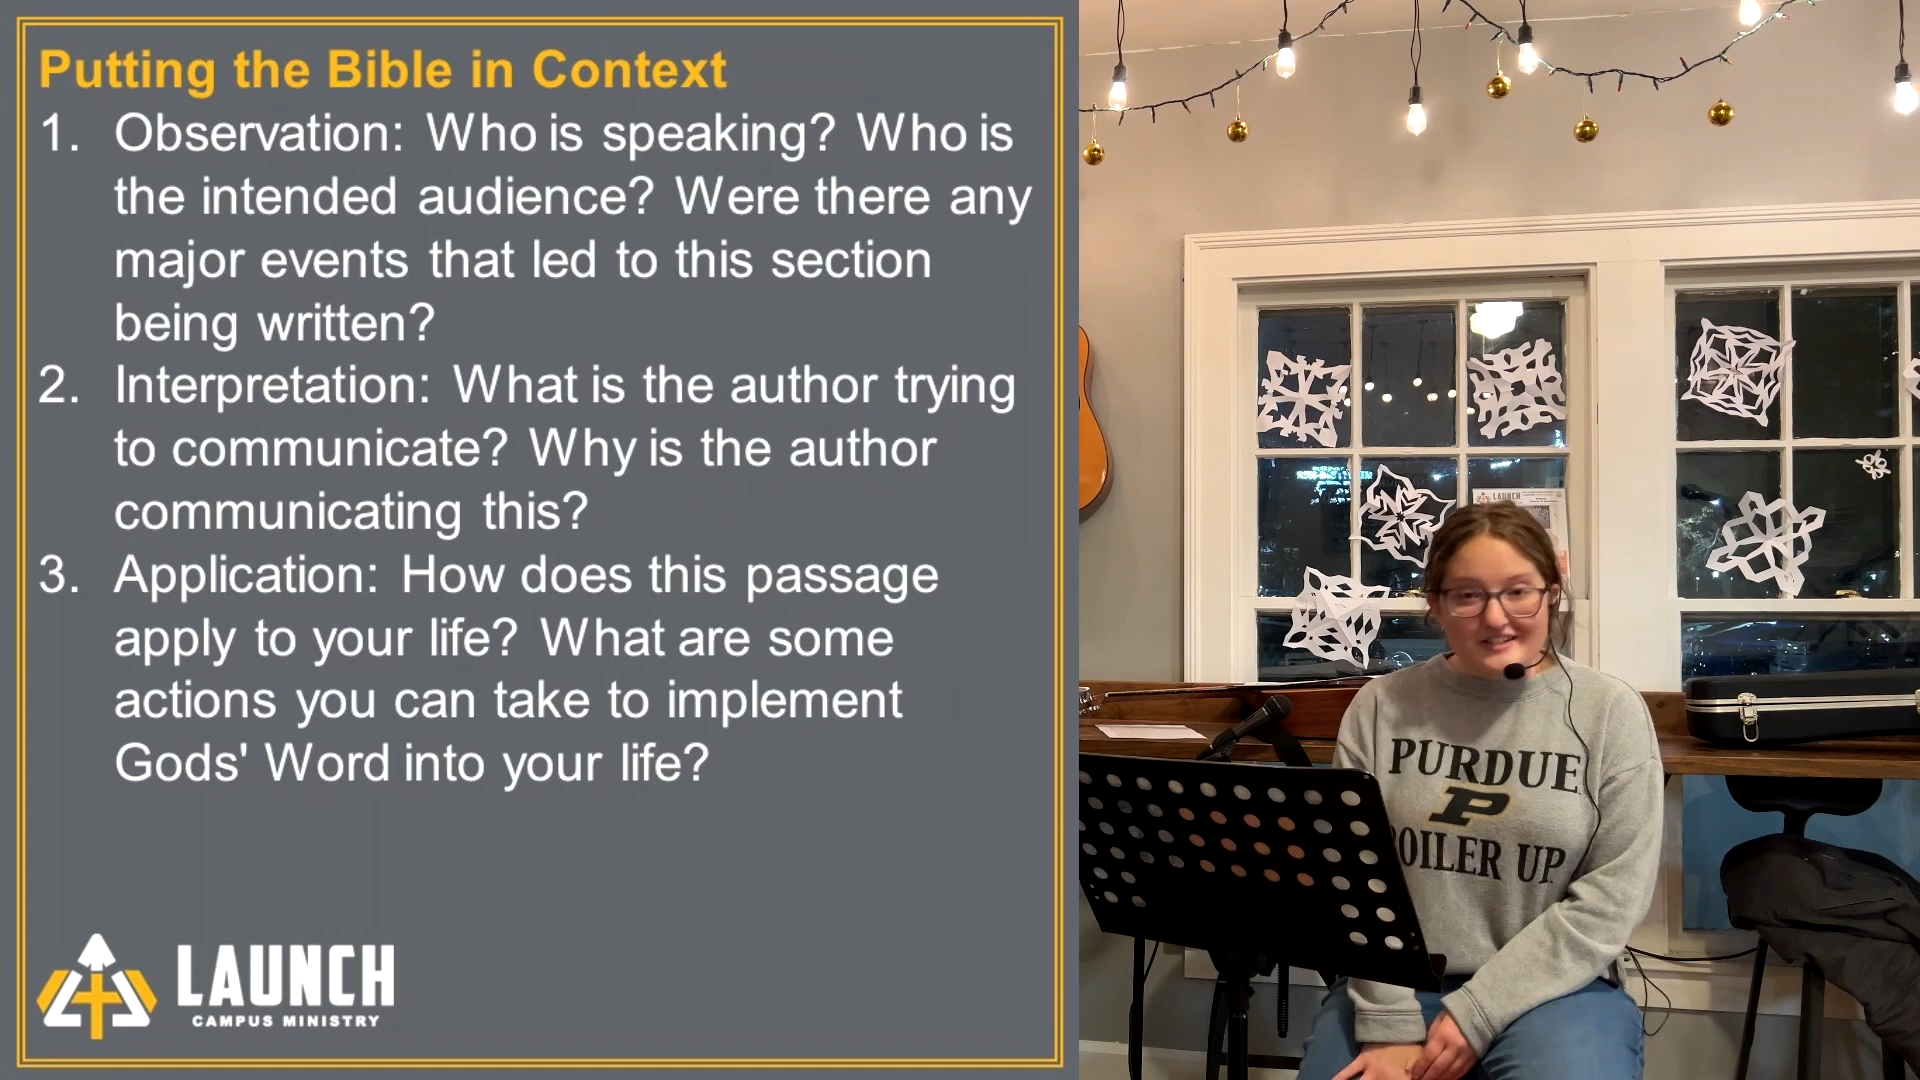 Putting the Bible in Context
1. Observation: Who is speaking? Who is
the intended audience? Were there any
major events that led to this section
being written?
2. Interpretation: What is the author trying
to communicate? Why is the author
communicating this?
3. Application: How does this passage
apply to your life? What are some
actions you can take to implement
Gods' Word into your life?
LAUNCH
CAMPUS MINISTRY
LAUNCH
PURDUE
P
OILER UP